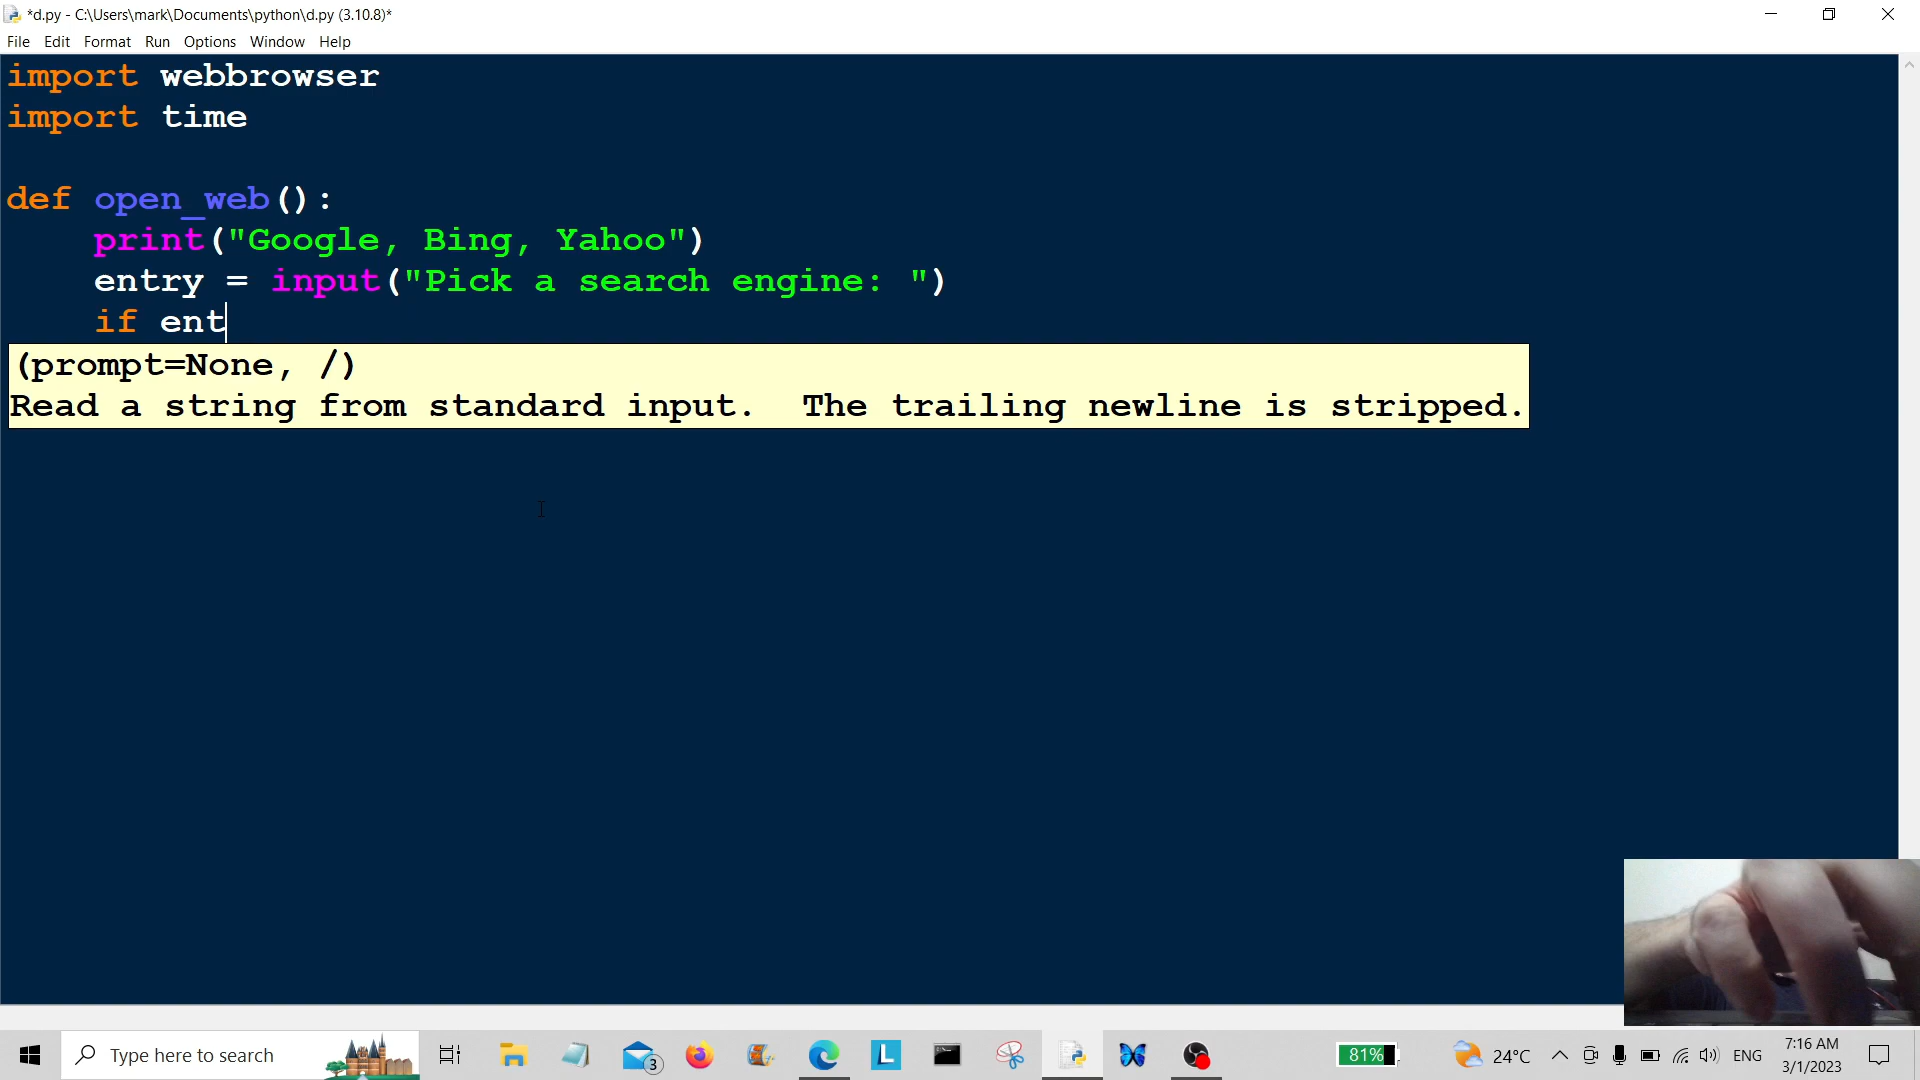 *d.py - C:\Users\mark\Documents\python\d.py (3.10.8)*
File Edit Format Run Options Window Help
import webbrowser
import time
def open_web():
print("Google, Bing, Yahoo")
entry = input("Pick a search engine: ")
if ent
(prompt=None, /)
Read a string from standard input.  The trailing newline is stripped.
Type here to search
3
L
81%
24°C
ENG
7:16 AM
3/1/2023